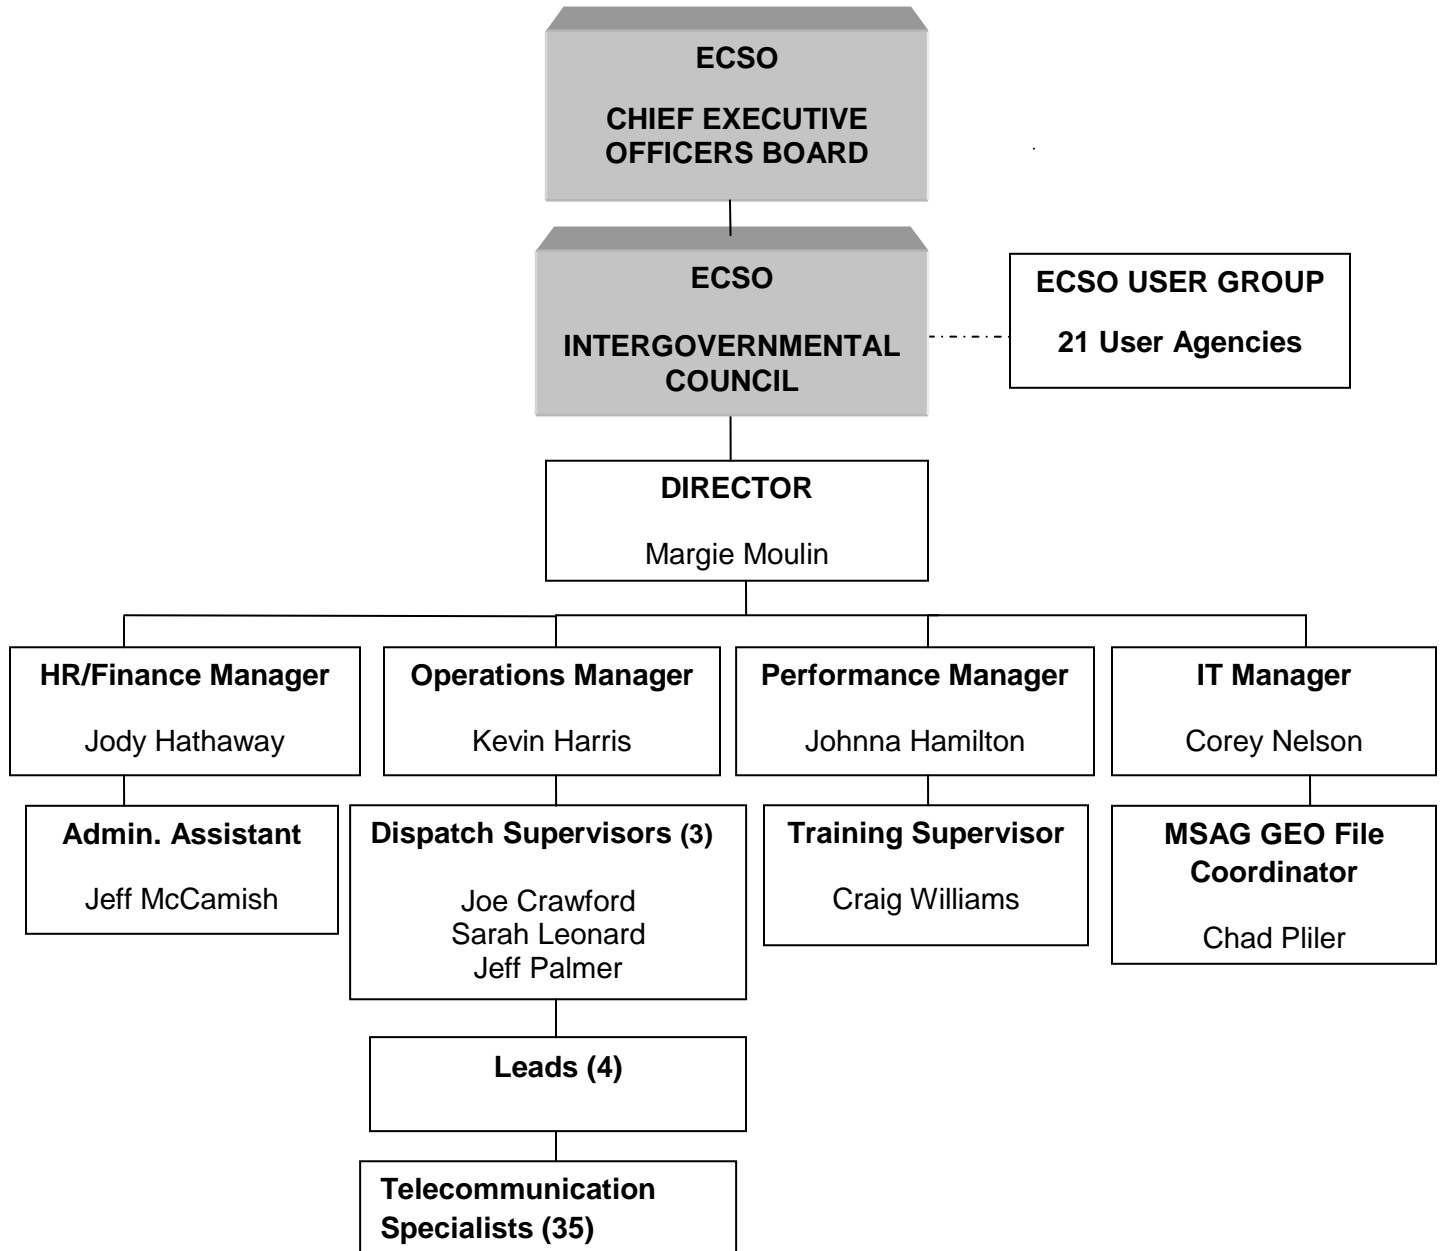 ECSO
CHIEF EXECUTIVE
OFFICERS BOARD
ECSO
INTERGOVERNMENTAL
COUNCIL
ECSO USER GROUP
21 User Agencies
DIRECTOR
Margie Moulin
HR/Finance Manager
Jody Hathaway
Operations Manager
Kevin Harris
Performance Manager
Johnna Hamilton
IT Manager
Corey Nelson
Admin. Assistant
Jeff McCamish
Dispatch Supervisors (3)
Joe Crawford
Sarah Leonard
Jeff Palmer
Training Supervisor
Craig Williams
MSAG GEO File
Coordinator
Chad Pliler
Leads (4)
Telecommunication
Specialists (35)